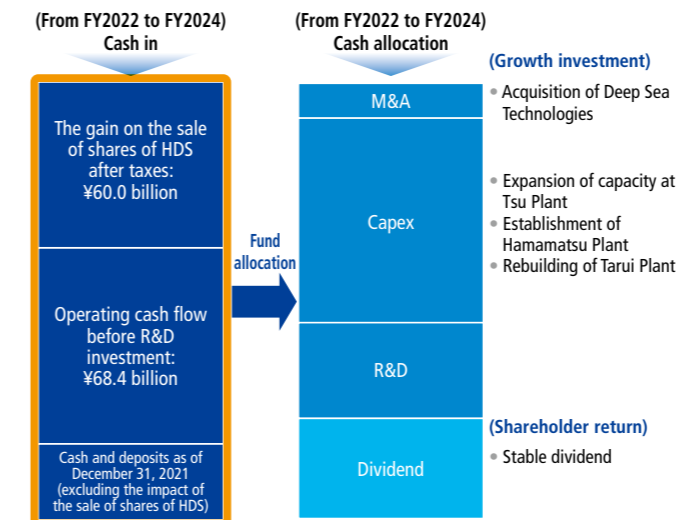 (From FY2022 to FY2024)
Cash in
The gain on the sale
of shares of HDS
after taxes:
¥60.0 billion
Operating cash flow
before R&D
investment:
¥68.4 billion
Cash and deposits as of
December 31, 2021
(excluding the impact of
the sale of shares of HDS)
Fund
allocation
(From FY2022 to FY2024)
Cash allocation
M&A
Capex
R&D
Dividend
(Growth investment)
• Acquisition of Deep Sea
Technologies
• Expansion of capacity at
Tsu Plant
• Establishment of
Hamamatsu Plant
• Rebuilding of Tarui Plant
(Shareholder return)
• Stable dividend